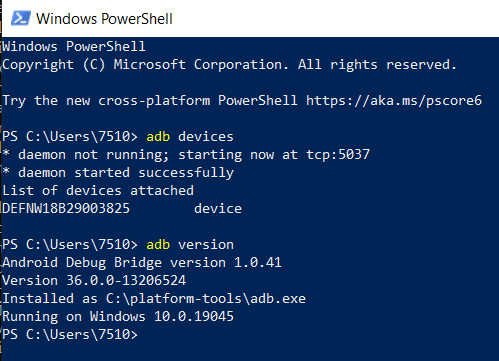 Windows PowerShell
Windows PowerShell
Copyright (C) Microsoft Corporation. All rights reserved.
Try the new cross-platform PowerShell https://aka.ms/pscore6
PS C:\Users\7510> adb devices
* daemon not running; starting now at tcp:5037
* daemon started successfully
List of devices attached
DEFNW18B29003825        device
PS C:\Users\7510> adb version
Android Debug Bridge version 1.0.41
Version 36.0.0-13206524
Installed as C:\platform-tools\adb.exe
Running on Windows 10.0.19045
PS C:\Users\7510>